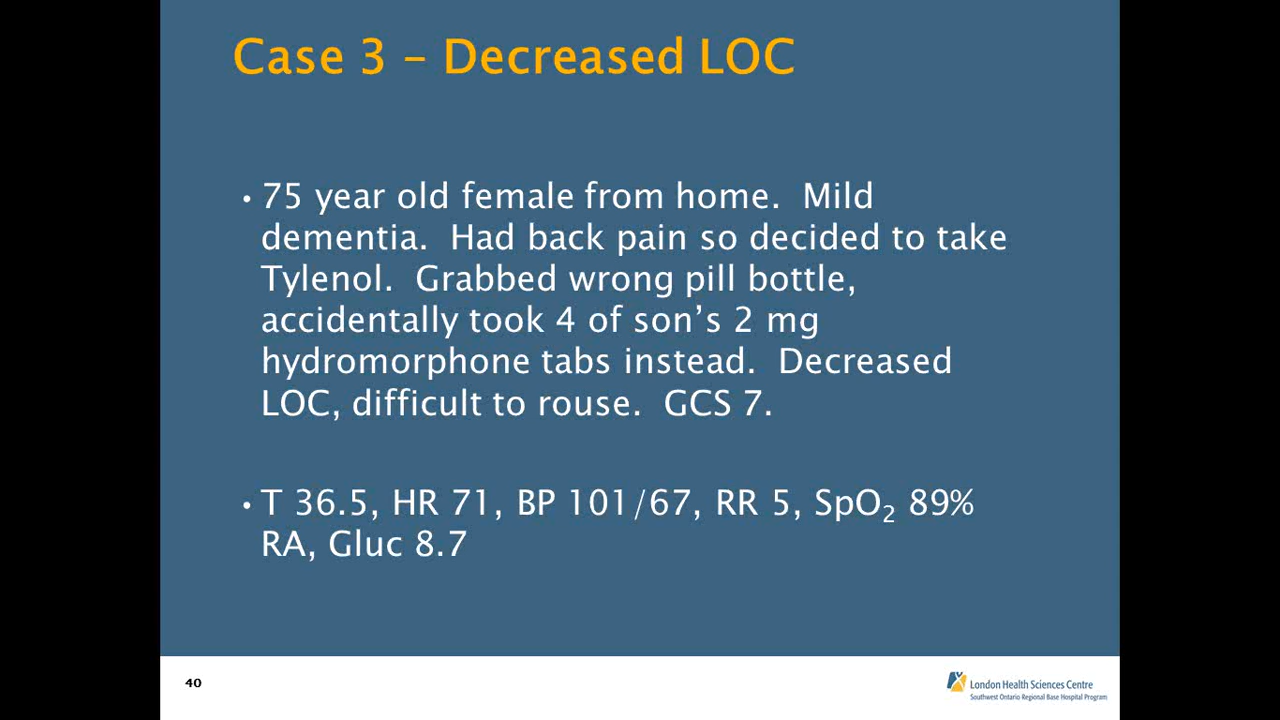 Case 3 – Decreased LOC
• 75 year old female from home. Mild
dementia. Had back pain so decided to take
Tylenol. Grabbed wrong pill bottle,
accidentally took 4 of son’s 2 mg
hydromorphone tabs instead. Decreased
LOC, difficult to rouse. GCS 7.
• T 36.5, HR 71, BP 101/67, RR 5, SpO₂ 89%
RA, Gluc 8.7
40
London Health Sciences Centre
Southwest Ontario Regional Base Hospital Program